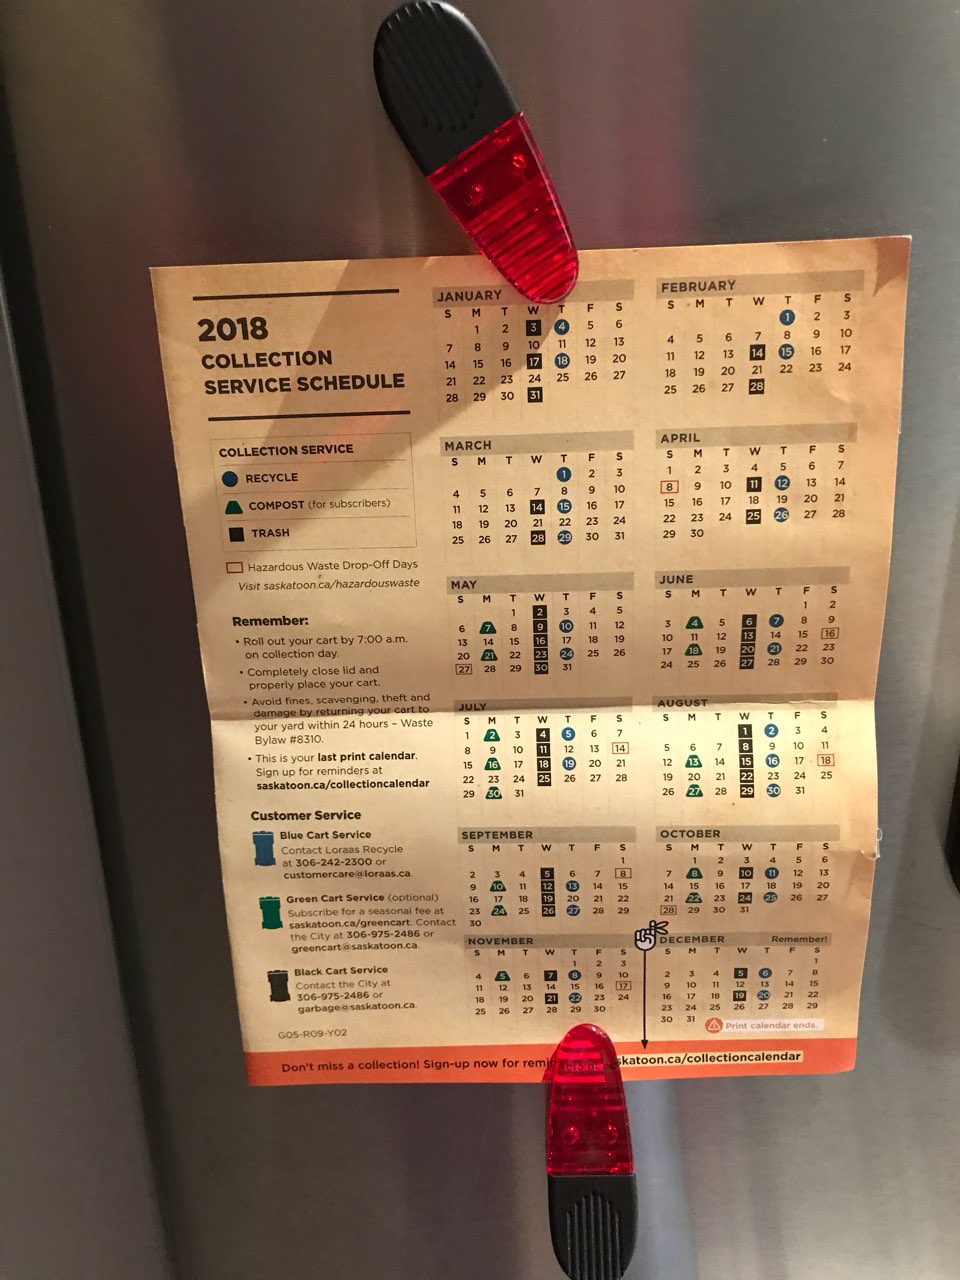 2018
COLLECTION
SERVICE SCHEDULE
COLLECTION SERVICE
RECYCLE
COMPOST (for subscribers)
TRASH
Hazardous Waste Drop-Off Days
Visit saskatoon.ca/hazardouswaste
Remember:
• Roll out your cart by 7:00 a.m.
on collection day.
• Completely close lid and
properly place your cart.
• Avoid fines, scavenging, theft and
damage by returning your cart to
your yard within 24 hours – Waste
Bylaw #8310.
• This is your last print calendar.
Sign up for reminders at
saskatoon.ca/collectioncalendar
Customer Service
Blue Cart Service
Contact Loraas Recycle
at 306-242-2300 or
customercare@loraas.ca.
Green Cart Service (optional)
Subscribe for a seasonal fee at
saskatoon.ca/greencart. Contact
the City at 306-975-2486 or
greencart@saskatoon.ca.
Black Cart Service
Contact the City at
306-975-2486 or
garbage@saskatoon.ca.
G05-R09-Y02
JANUARY
S M T W T F S
1 2 3 4 5 6
7 8 9 10 11 12 13
14 15 16 17 18 19 20
21 22 23 24 25 26 27
28 29 30 31
FEBRUARY
S M T W T F S
1 2 3
4 5 6 7 8 9 10
11 12 13 14 15 16 17
18 19 20 21 22 23 24
25 26 27 28
MARCH
S M T W T F S
1 2 3
4 5 6 7 8 9 10
11 12 13 14 15 16 17
18 19 20 21 22 23 24
25 26 27 28 29 30 31
APRIL
S M T W T F S
1 2 3 4 5 6 7
8 9 10 11 12 13 14
15 16 17 18 19 20 21
22 23 24 25 26 27 28
29 30
MAY
S M T W T F S
1 2 3 4 5
6 7 8 9 10 11 12
13 14 15 16 17 18 19
20 21 22 23 24 25 26
27 28 29 30 31
JUNE
S M T W T F S
1 2
3 4 5 6 7 8 9
10 11 12 13 14 15 16
17 18 19 20 21 22 23
24 25 26 27 28 29 30
JULY
S M T W T F S
1 2 3 4 5 6 7
8 9 10 11 12 13 14
15 16 17 18 19 20 21
22 23 24 25 26 27 28
29 30 31
AUGUST
S M T W T F S
1 2 3 4
5 6 7 8 9 10 11
12 13 14 15 16 17 18
19 20 21 22 23 24 25
26 27 28 29 30 31
SEPTEMBER
S M T W T F S
1
2 3 4 5 6 7 8
9 10 11 12 13 14 15
16 17 18 19 20 21 22
23 24 25 26 27 28 29
30
OCTOBER
S M T W T F S
1 2 3 4 5 6
7 8 9 10 11 12 13
14 15 16 17 18 19 20
21 22 23 24 25 26 27
28 29 30 31
NOVEMBER
S M T W T F S
1 2 3
4 5 6 7 8 9 10
11 12 13 14 15 16 17
18 19 20 21 22 23 24
25 26 27 28 29 30
DECEMBER Remember!
S M T W T F S
1
2 3 4 5 6 7 8
9 10 11 12 13 14 15
16 17 18 19 20 21 22
23 24 25 26 27 28 29
30 31
Print calendar ends.
Don't miss a collection! Sign-up now for remin skatoon.ca/collectioncalendar